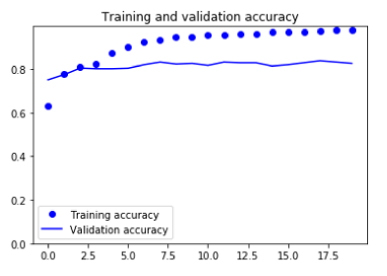 Training and validation accuracy
0.8
0.6
0.4
0.2
0.0
Training accuracy
Validation accuracy
0.0 2.5 5.0 7.5 10.0 12.5 15.0 17.5